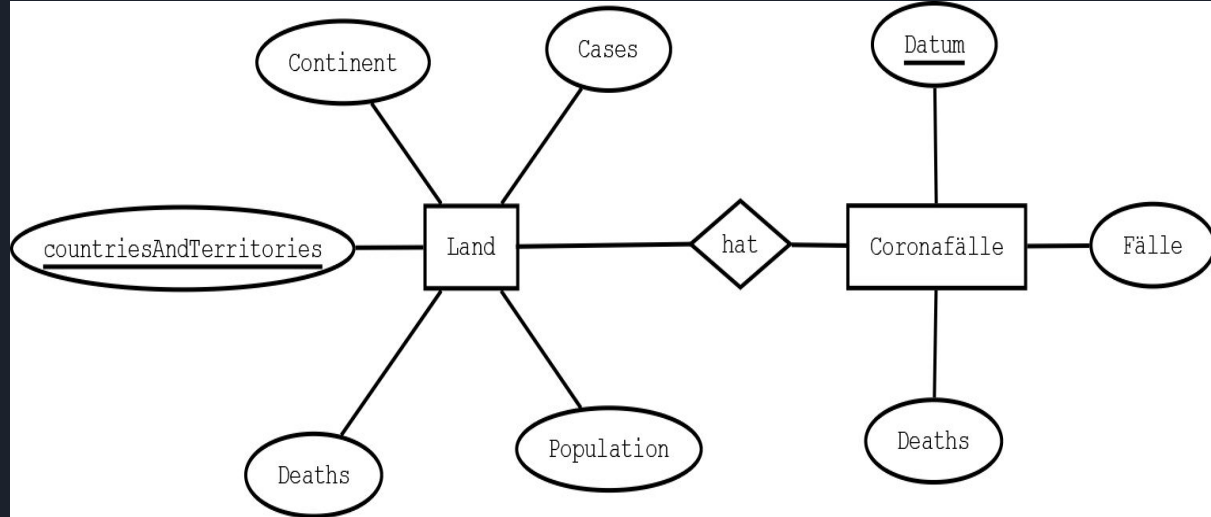 Continent
Cases
Datum
countriesAndTerritories
Land
hat
Coronafälle
Fälle
Deaths
Population
Deaths